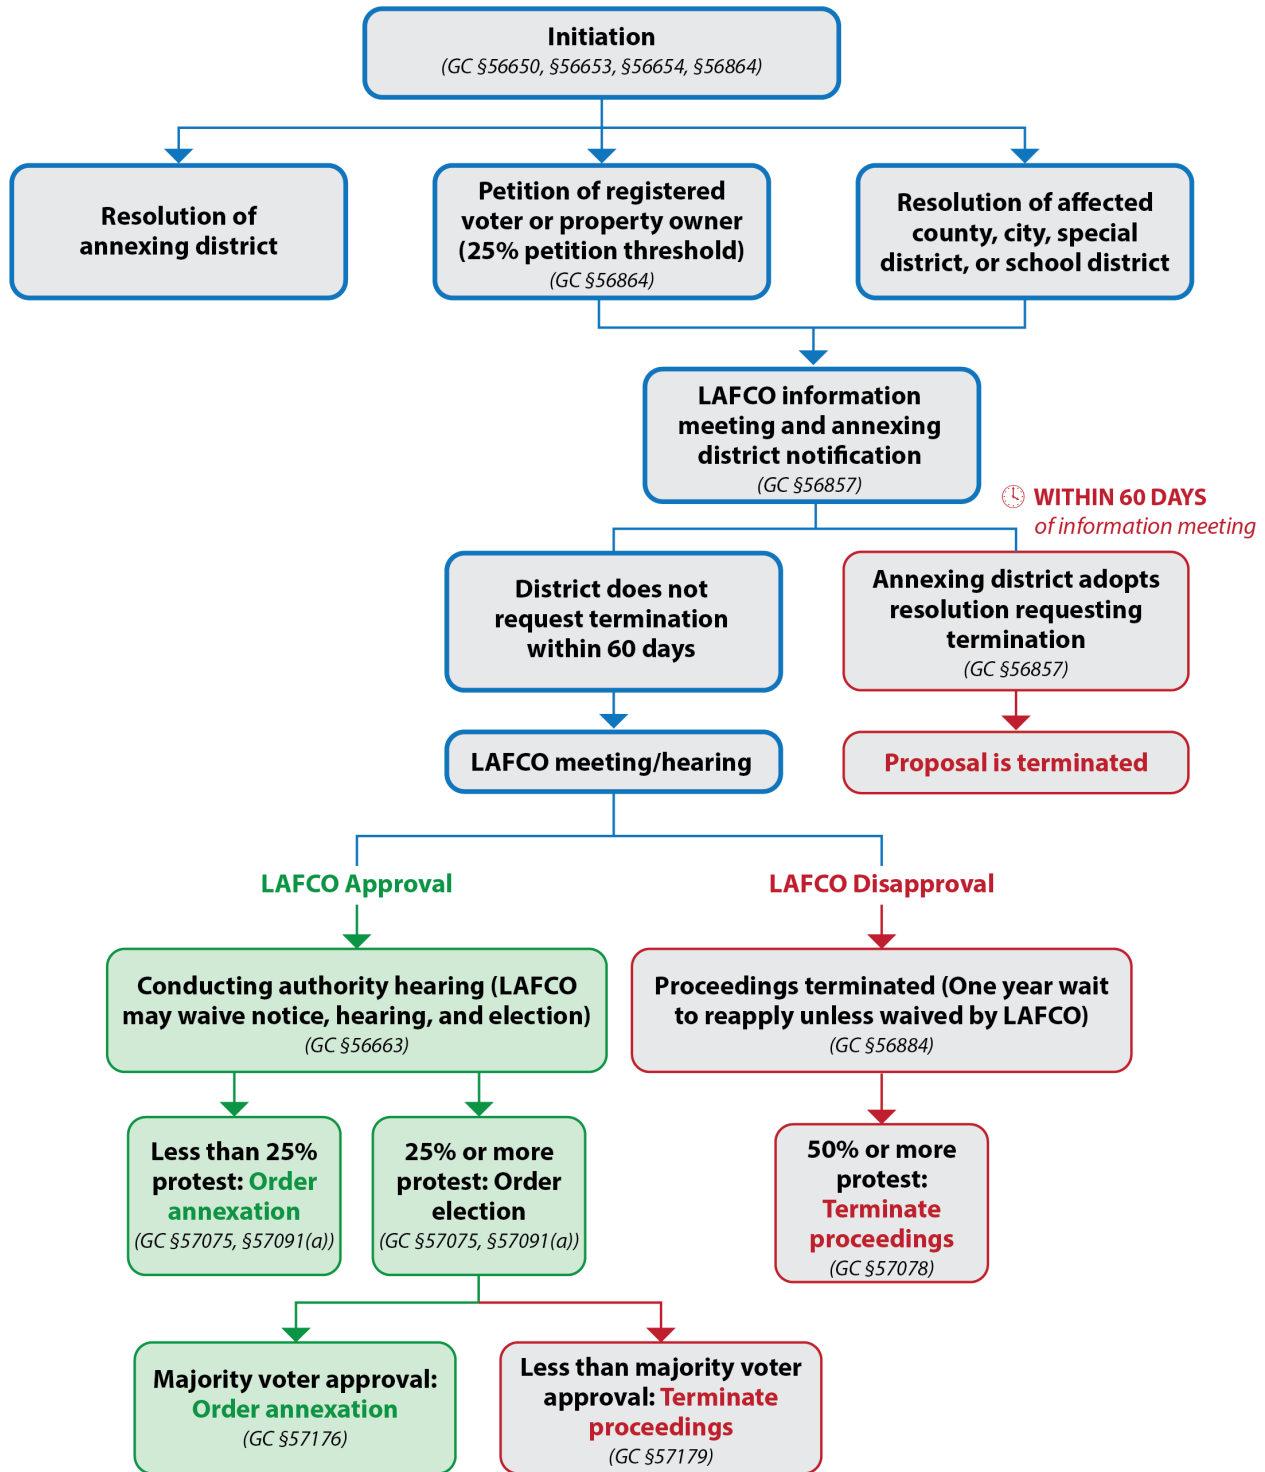 Initiation
(GC §56650, §56653, §56654, §56864)
Resolution of
annexing district
Petition of registered
voter or property owner
(25% petition threshold)
(GC §56864)
Resolution of affected
county, city, special
district, or school district
LAFCO information
meeting and annexing
district notification
(GC §56857)
WITHIN 60 DAYS
of information meeting
District does not
request termination
within 60 days
Annexing district adopts
resolution requesting
termination
(GC §56857)
LAFCO meeting/hearing
Proposal is terminated
LAFCO Approval
LAFCO Disapproval
Conducting authority hearing (LAFCO
may waive notice, hearing, and election)
(GC §56663)
Proceedings terminated (One year wait
to reapply unless waived by LAFCO)
(GC §56884)
Less than 25%
protest: Order
annexation
(GC §57075, §57091(a))
25% or more
protest: Order
election
(GC §57075, §57091(a))
50% or more
protest:
Terminate
proceedings
(GC §57078)
Majority voter approval:
Order annexation
(GC §57176)
Less than majority voter
approval: Terminate
proceedings
(GC §57179)